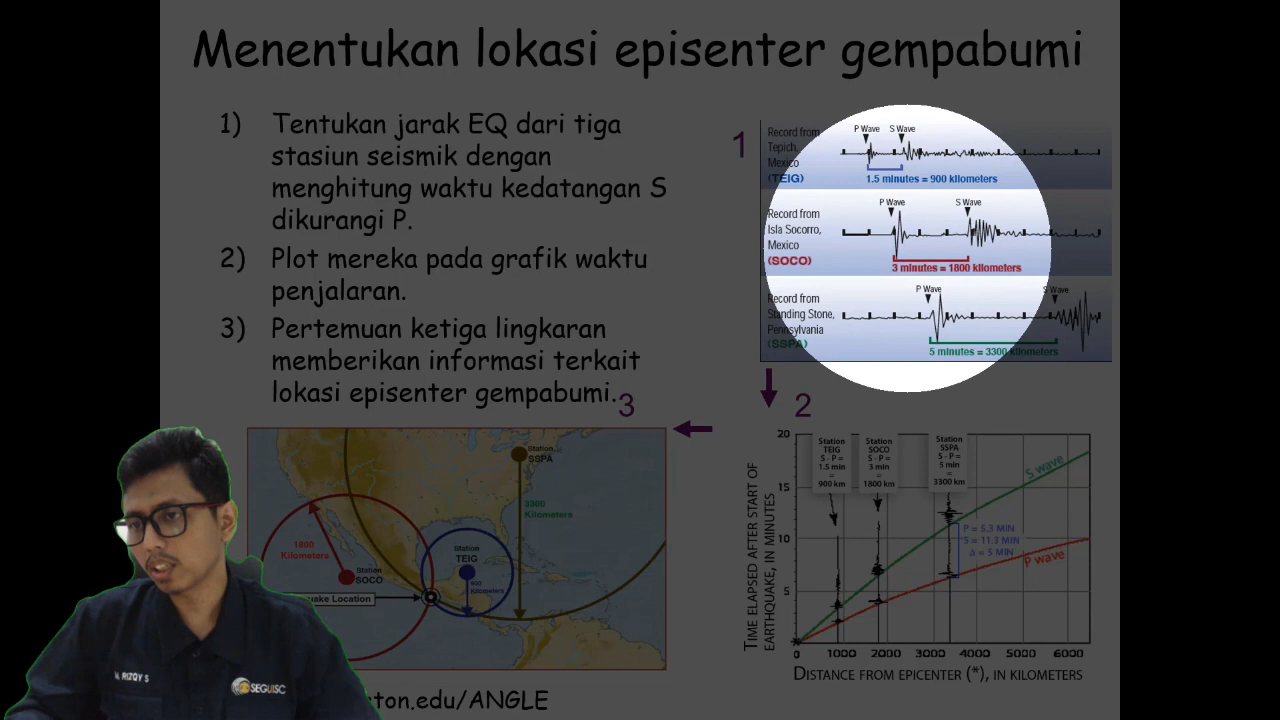 Menentukan lokasi episenter gempabumi
1) Tentukan jarak EQ dari tiga
stasiun seismik dengan
menghitung waktu kedatangan S
dikurangi P.
2) Plot mereka pada grafik waktu
penjalaran.
3) Pertemuan ketiga lingkaran
memberikan informasi terkait
lokasi episenter gempabumi.
1
Record from
Tepich,
Mexico
(TEIG)
P Wave S Wave
1.5 minutes = 900 kilometers
Record from
Isla Socorro,
Mexico
(SOCO)
P Wave S Wave
3 minutes = 1800 kilometers
Record from
Standing Stone,
Pennsylvania
(SSPA)
P Wave S Wave
5 minutes = 3300 kilometers
2
3
Station
SSPA
3300
Kilometers
1800
Kilometers
Station
SOCO
Station
TEIG
900
Kilometers
quake Location
TIME ELAPSED AFTER START OF
EARTHQUAKE, IN MINUTES
20
15
10
5
0
Station
TEIG
S - P =
1.5 min
=
900 km
Station
SOCO
S - P =
3 min
=
1800 km
Station
SSPA
S - P =
5 min
=
3300 km
S wave
P = 5.3 MIN
S = 11.3 MIN
Δ = 5 MIN
P wave
1000 2000 3000 4000 5000 6000
DISTANCE FROM EPICENTER (*), IN KILOMETERS
ton.edu/ANGLE
M. RIZQY S
SEGUISC